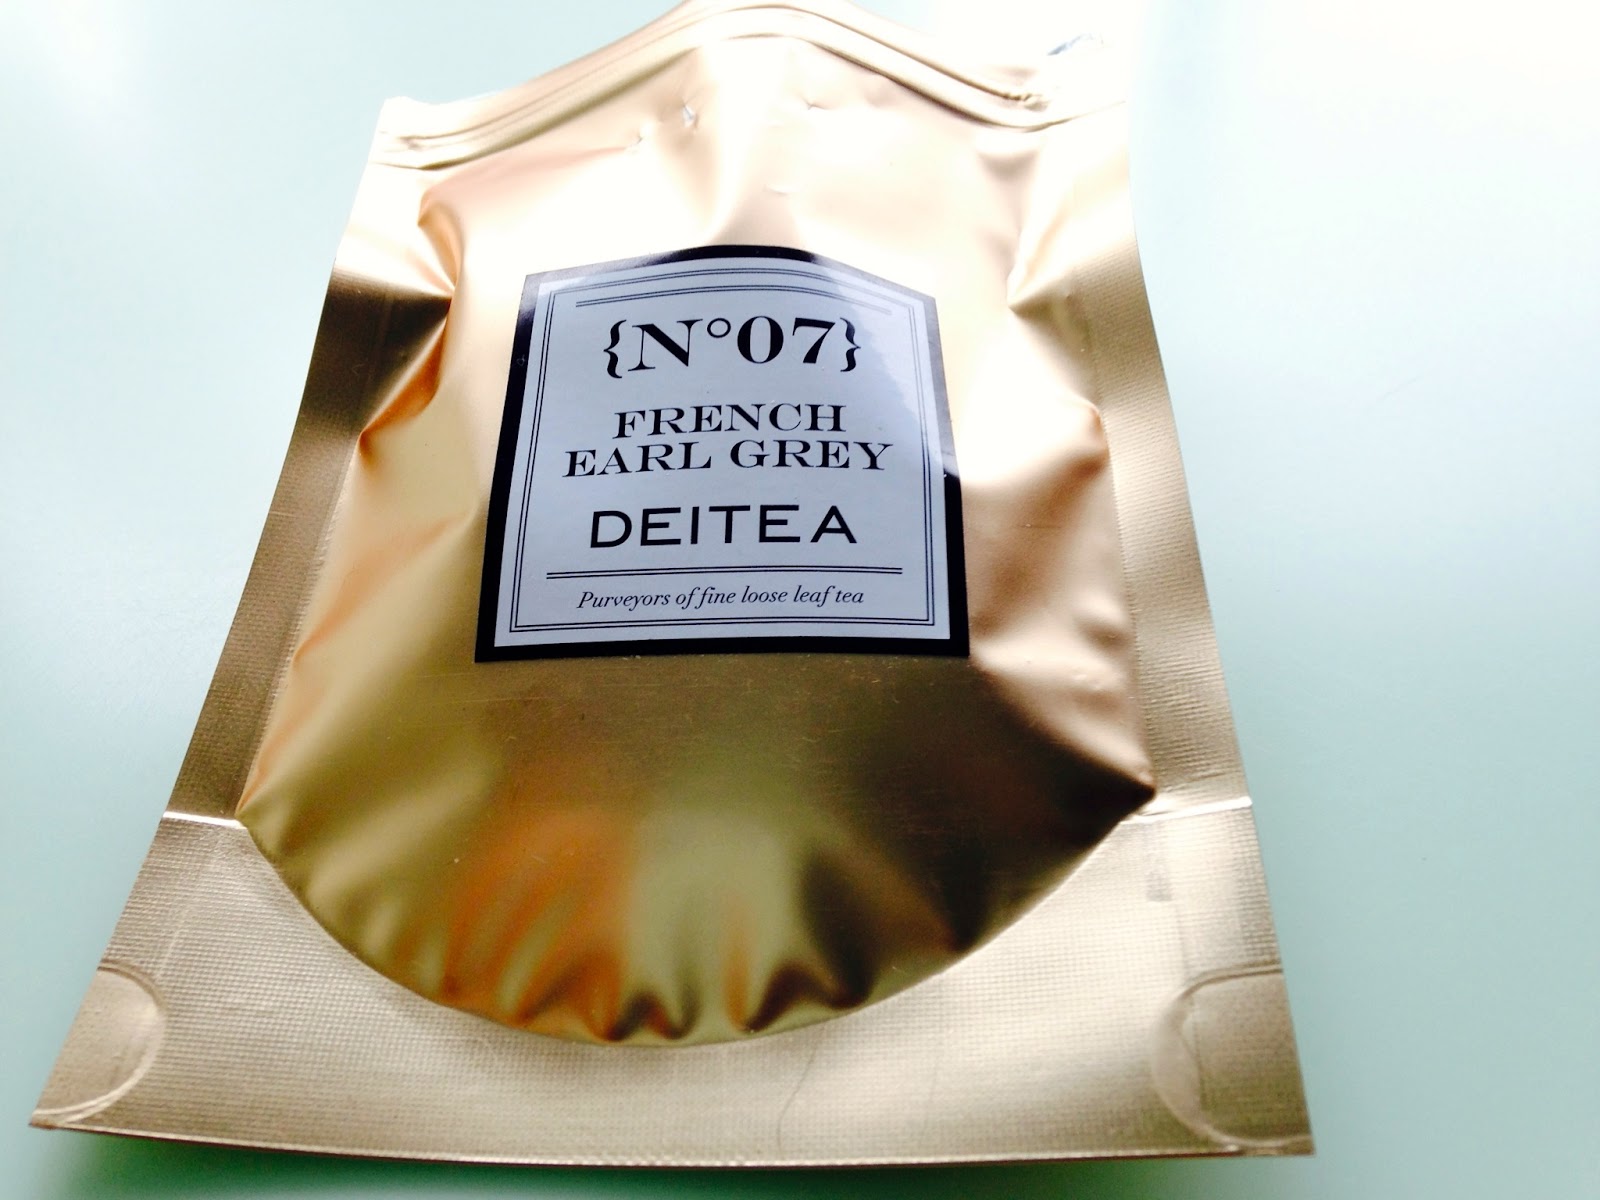 {N°07}
FRENCH
EARL GREY
DEITEA
Purveyors of fine loose leaf tea